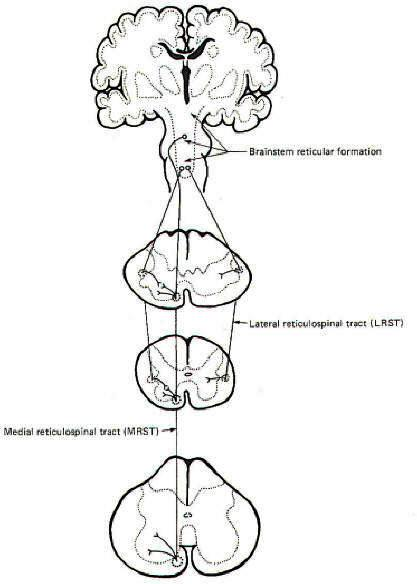 Brainstem reticular formation
Lateral reticulospinal tract (LRST)
Medial reticulospinal tract (MRST)